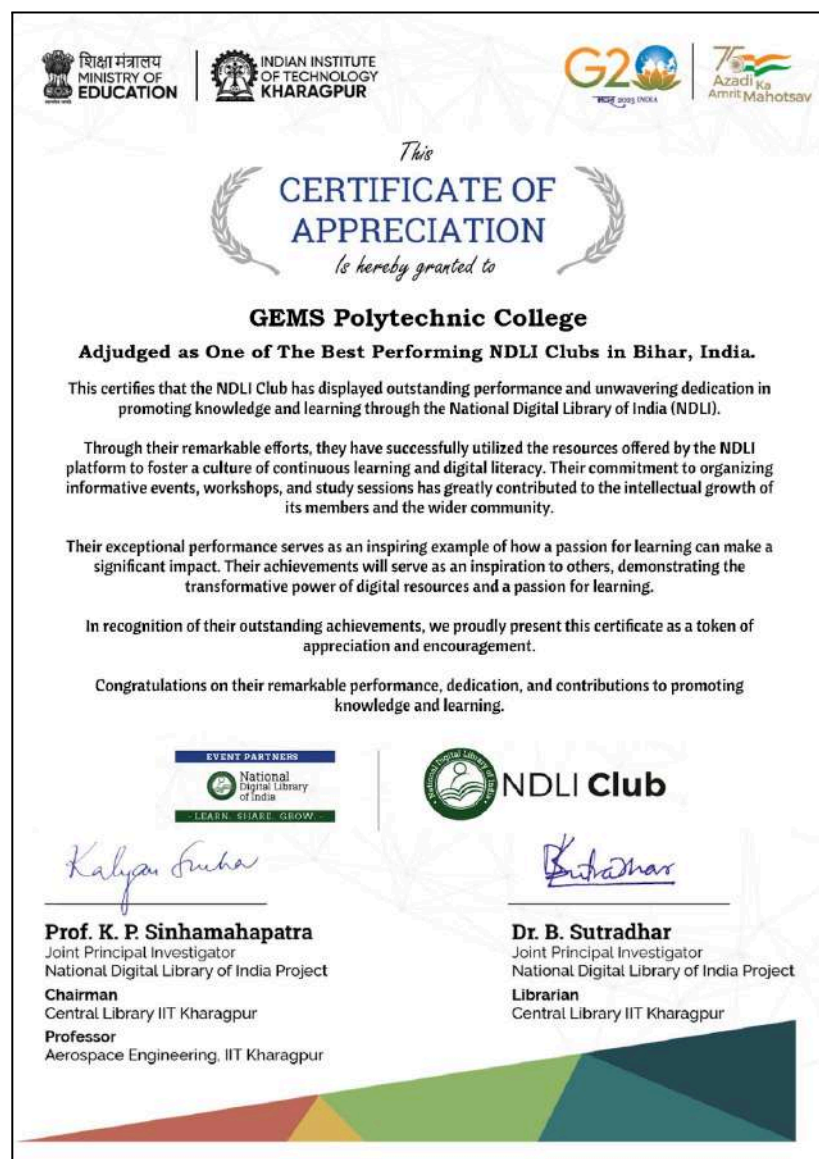 शिक्षा मंत्रालय
MINISTRY OF
EDUCATION
INDIAN INSTITUTE
OF TECHNOLOGY
KHARAGPUR
G20
भारत 2023 INDIA
75
Azadi Ka
Amrit Mahotsav
This
CERTIFICATE OF
APPRECIATION
Is hereby granted to
GEMS Polytechnic College
Adjudged as One of The Best Performing NDLI Clubs in Bihar, India.
This certifies that the NDLI Club has displayed outstanding performance and unwavering dedication in
promoting knowledge and learning through the National Digital Library of India (NDLI).
Through their remarkable efforts, they have successfully utilized the resources offered by the NDLI
platform to foster a culture of continuous learning and digital literacy. Their commitment to organizing
informative events, workshops, and study sessions has greatly contributed to the intellectual growth of
its members and the wider community.
Their exceptional performance serves as an inspiring example of how a passion for learning can make a
significant impact. Their achievements will serve as an inspiration to others, demonstrating the
transformative power of digital resources and a passion for learning.
In recognition of their outstanding achievements, we proudly present this certificate as a token of
appreciation and encouragement.
Congratulations on their remarkable performance, dedication, and contributions to promoting
knowledge and learning.
EVENT PARTNERS
National
Digital Library
of India
- LEARN. SHARE. GROW. -
National Digital Library of India
NDLI Club
Kalyan Sinha
BSutradhar
Prof. K. P. Sinhamahapatra
Joint Principal Investigator
National Digital Library of India Project
Chairman
Central Library IIT Kharagpur
Professor
Aerospace Engineering, IIT Kharagpur
Dr. B. Sutradhar
Joint Principal Investigator
National Digital Library of India Project
Librarian
Central Library IIT Kharagpur